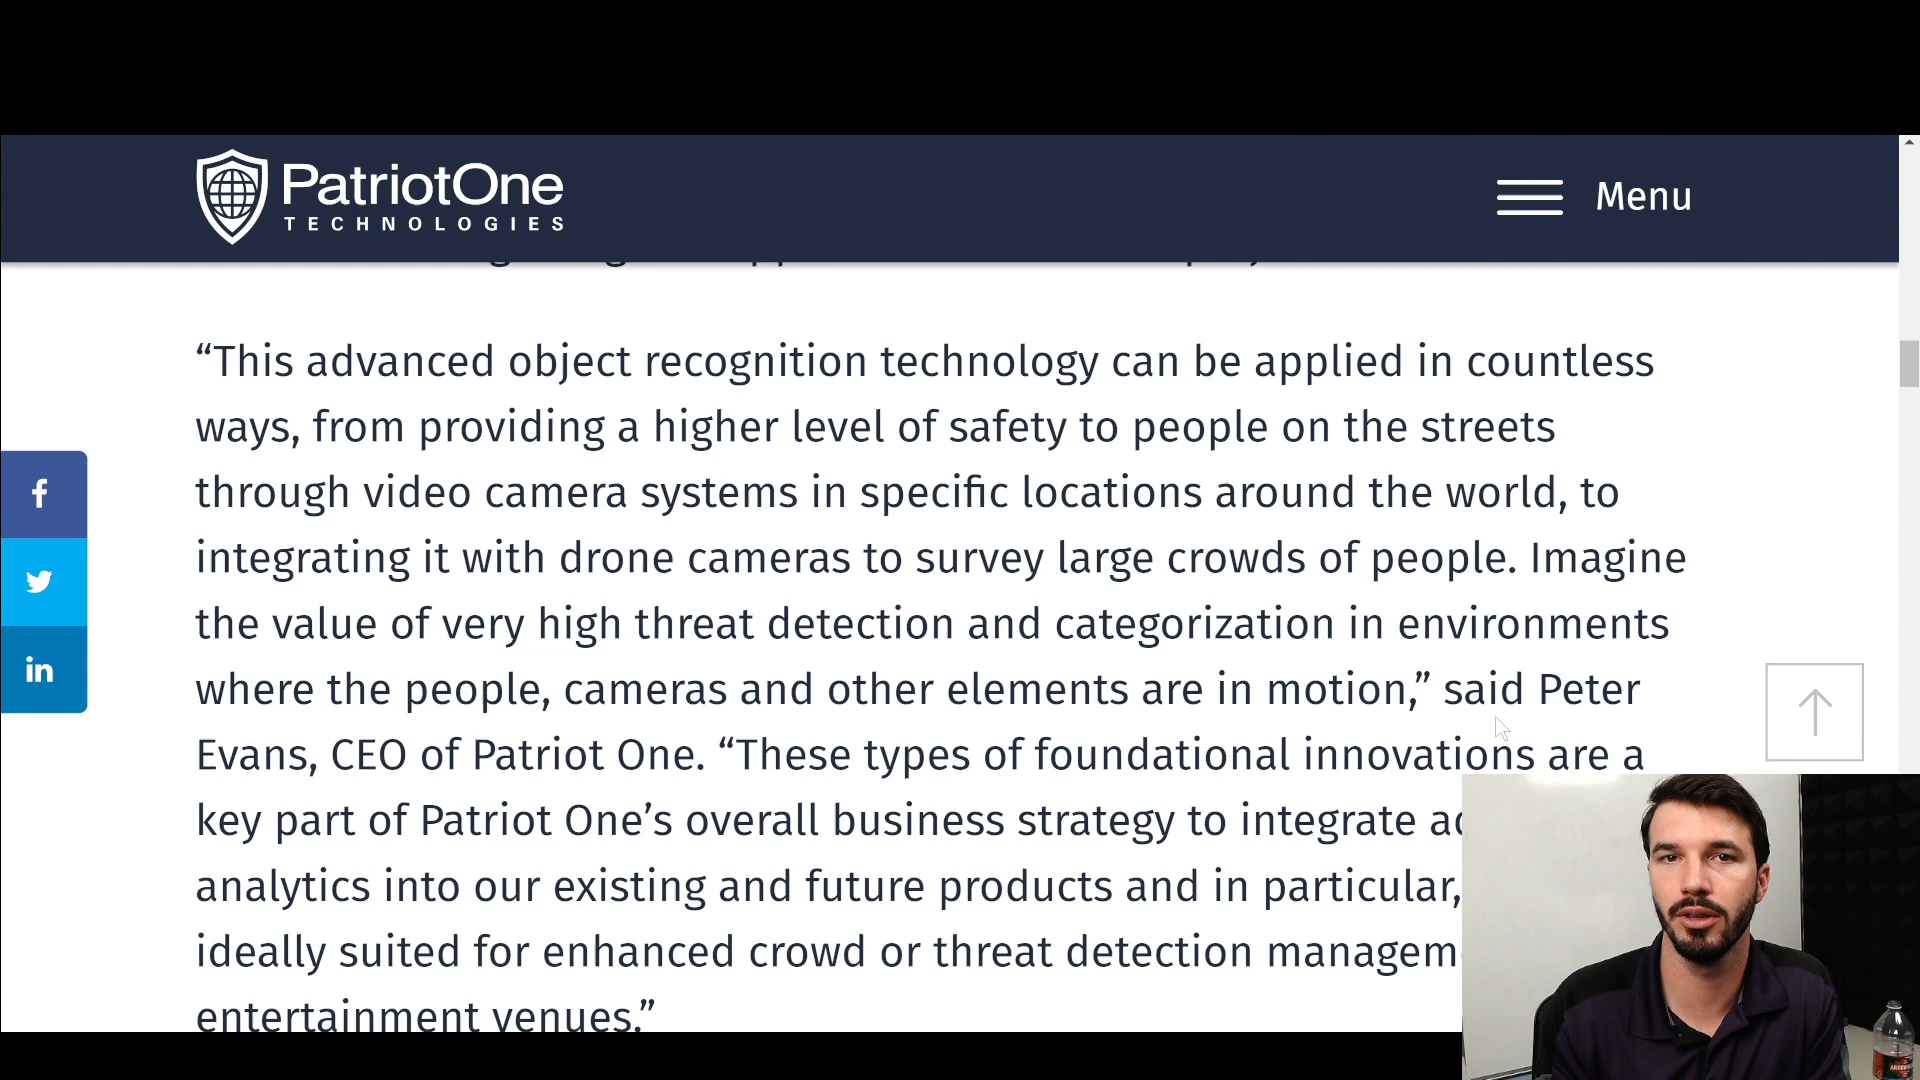 PatriotOne
TECHNOLOGIES
Menu
“This advanced object recognition technology can be applied in countless
ways, from providing a higher level of safety to people on the streets
through video camera systems in specific locations around the world, to
integrating it with drone cameras to survey large crowds of people. Imagine
the value of very high threat detection and categorization in environments
where the people, cameras and other elements are in motion,” said Peter
Evans, CEO of Patriot One. “These types of foundational innovations are a
key part of Patriot One’s overall business strategy to integrate
analytics into our existing and future products and in particular,
ideally suited for enhanced crowd or threat detection
entertainment venues.”
f
in